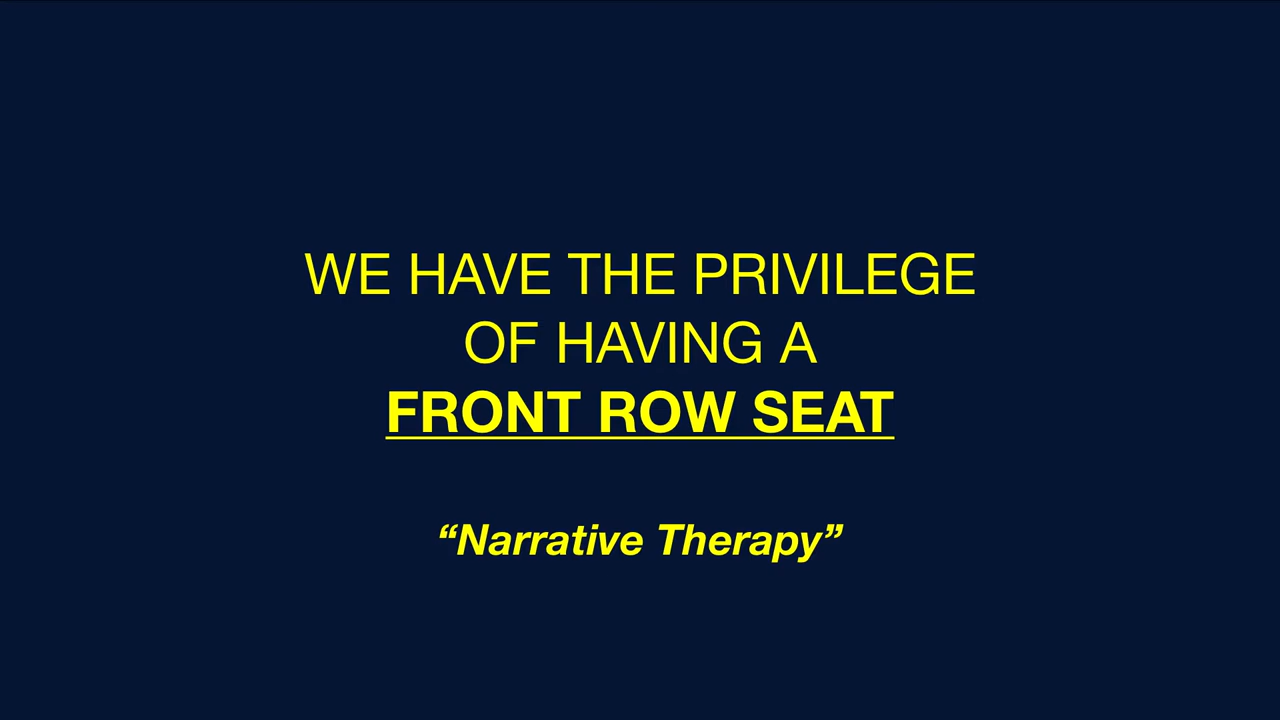 WE HAVE THE PRIVILEGE
OF HAVING A
FRONT ROW SEAT
“Narrative Therapy”